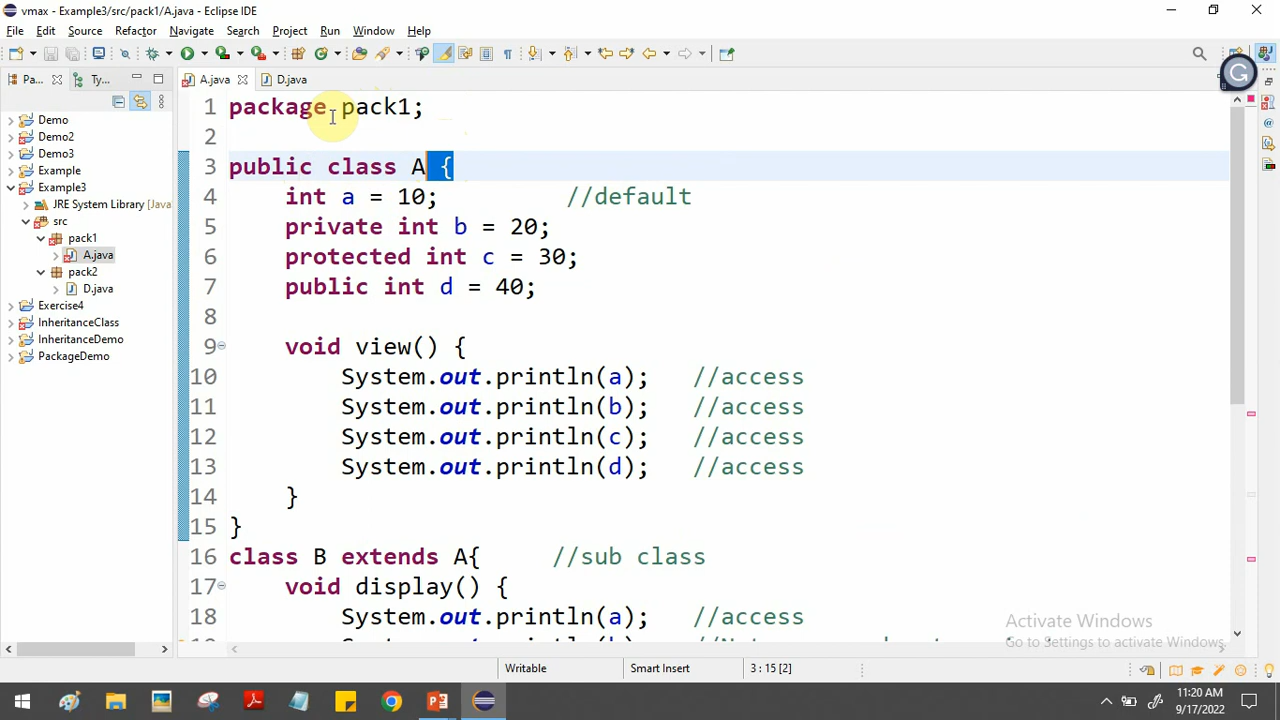 vmax - Example3/src/pack1/A.java - Eclipse IDE
File Edit Source Refactor Navigate Search Project Run Window Help
Pa... Ty... A.java D.java
Demo
Demo2
Demo3
Example
Example3
JRE System Library [Java
src
pack1
A.java
pack2
D.java
Exercise4
InheritanceClass
InheritanceDemo
PackageDemo
1 package pack1;
2
3 public class A {
4 int a = 10; //default
5 private int b = 20;
6 protected int c = 30;
7 public int d = 40;
8
9 void view() {
10 System.out.println(a); //access
11 System.out.println(b); //access
12 System.out.println(c); //access
13 System.out.println(d); //access
14 }
15 }
16 class B extends A{ //sub class
17 void display() {
18 System.out.println(a); //access
Activate Windows
Go to Settings to activate Windows.
Writable Smart Insert 3 : 15 [2]
11:20 AM
9/17/2022